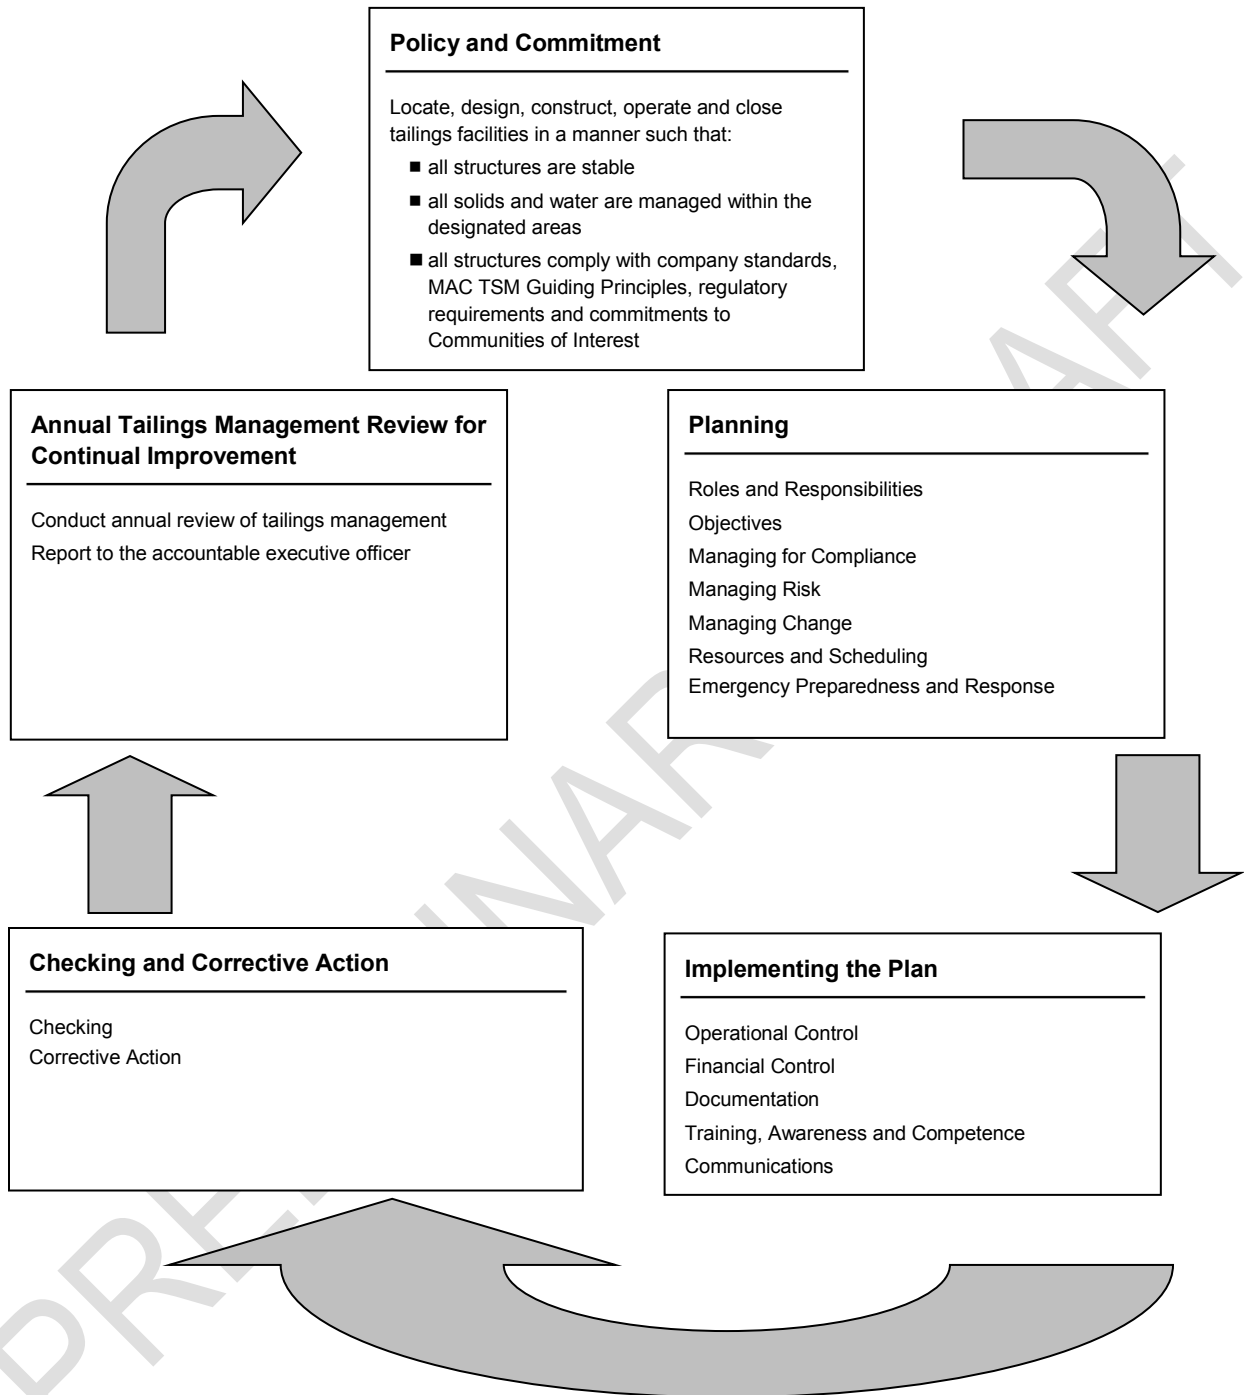 Policy and Commitment
Locate, design, construct, operate and close
tailings facilities in a manner such that:
■ all structures are stable
■ all solids and water are managed within the
designated areas
■ all structures comply with company standards,
MAC TSM Guiding Principles, regulatory
requirements and commitments to
Communities of Interest
Planning
Roles and Responsibilities
Objectives
Managing for Compliance
Managing Risk
Managing Change
Resources and Scheduling
Emergency Preparedness and Response
Implementing the Plan
Operational Control
Financial Control
Documentation
Training, Awareness and Competence
Communications
Checking and Corrective Action
Checking
Corrective Action
Annual Tailings Management Review for
Continual Improvement
Conduct annual review of tailings management
Report to the accountable executive officer